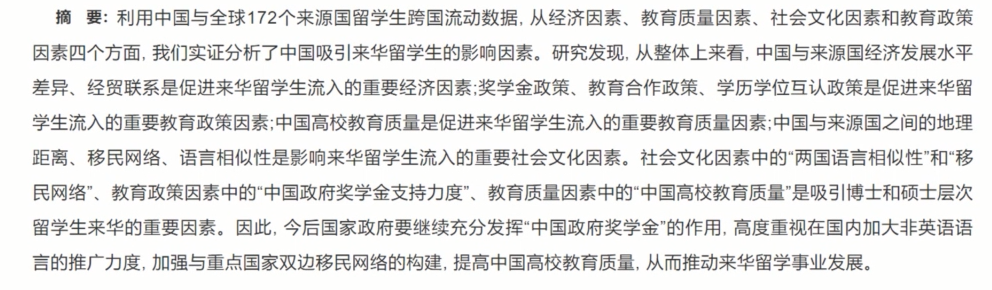 摘 要: 利用中国与全球172个来源国留学生跨国流动数据, 从经济因素、教育质量因素、社会文化因素和教育政策
因素四个方面, 我们实证分析了中国吸引来华留学生的影响因素。研究发现, 从整体上来看, 中国与来源国经济发展水平
差异、经贸联系是促进来华留学生流入的重要经济因素;奖学金政策、教育合作政策、学历学位互认政策是促进来华留
学生流入的重要教育政策因素;中国高校教育质量是促进来华留学生流入的重要教育质量因素;中国与来源国之间的地理
距离、移民网络、语言相似性是影响来华留学生流入的重要社会文化因素。社会文化因素中的“两国语言相似性”和“移
民网络”、教育政策因素中的“中国政府奖学金支持力度”、教育质量因素中的“中国高校教育质量”是吸引博士和硕士层次
留学生来华的重要因素。因此, 今后国家政府要继续充分发挥“中国政府奖学金”的作用, 高度重视在国内加大非英语语
言的推广力度, 加强与重点国家双边移民网络的构建, 提高中国高校教育质量, 从而推动来华留学事业发展。